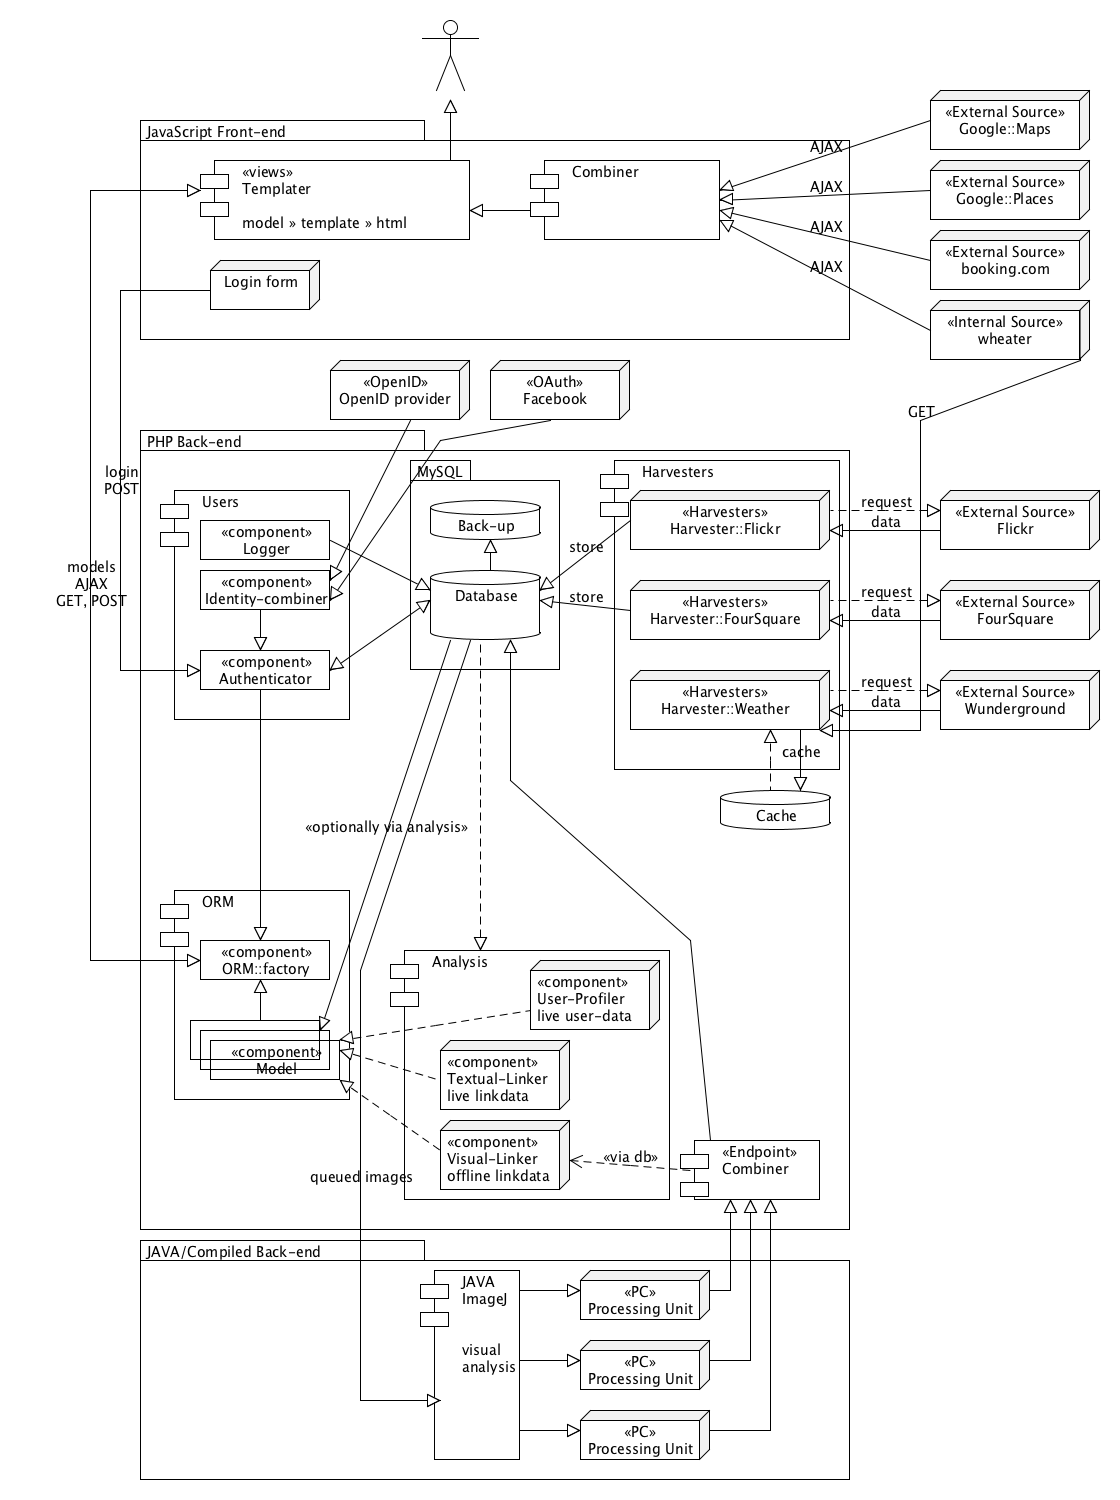 JavaScript Front-end
«views»
Templater
model » template » html
Combiner
AJAX
AJAX
AJAX
AJAX
«External Source»
Google::Maps
«External Source»
Google::Places
«External Source»
booking.com
«Internal Source»
wheater
Login form
«OpenID»
OpenID provider
«OAuth»
Facebook
GET
PHP Back-end
login
POST
models
AJAX
GET, POST
Users
«component»
Logger
«component»
Identity-combiner
«component»
Authenticator
MySQL
Back-up
Database
store
store
Harvesters
«Harvesters»
Harvester::Flickr
«Harvesters»
Harvester::FourSquare
«Harvesters»
Harvester::Weather
request
data
request
data
request
data
«External Source»
Flickr
«External Source»
FourSquare
«External Source»
Wunderground
cache
Cache
«optionally via analysis»
ORM
«component»
ORM::factory
«component»
Model
Analysis
«component»
User-Profiler
live user-data
«component»
Textual-Linker
live linkdata
«component»
Visual-Linker
offline linkdata
«via db»
«Endpoint»
Combiner
queued images
JAVA/Compiled Back-end
JAVA
ImageJ
visual
analysis
«PC»
Processing Unit
«PC»
Processing Unit
«PC»
Processing Unit